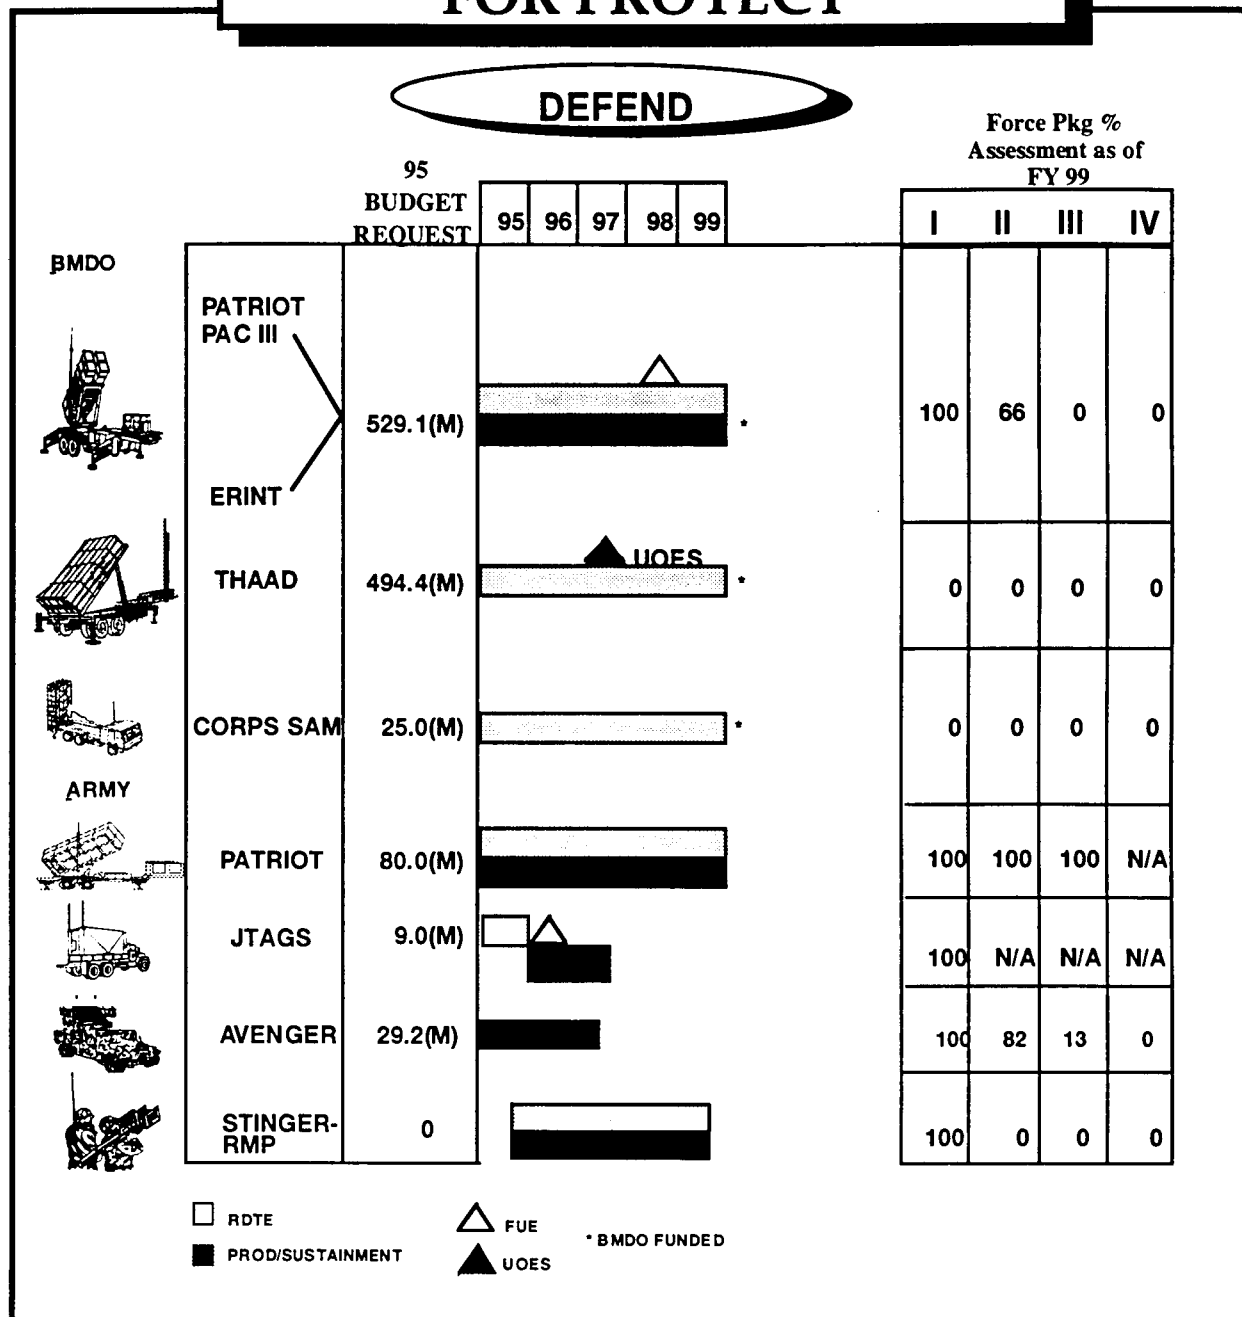 FOR PROTECT
DEFEND
Force Pkg %
Assessment as of
FY 99
95
BUDGET
REQUEST
95 96 97 98 99
I II III IV
BMDO
PATRIOT
PAC III
529.1(M) * 100 66 0 0
ERINT
UOES
THAAD 494.4(M) * 0 0 0 0
CORPS SAM 25.0(M) * 0 0 0 0
ARMY
PATRIOT 80.0(M) 100 100 100 N/A
JTAGS 9.0(M) 100 N/A N/A N/A
AVENGER 29.2(M) 100 82 13 0
STINGER-
RMP 0 100 0 0 0
RDTE FUE
* BMDO FUNDED
PROD/SUSTAINMENT UOES